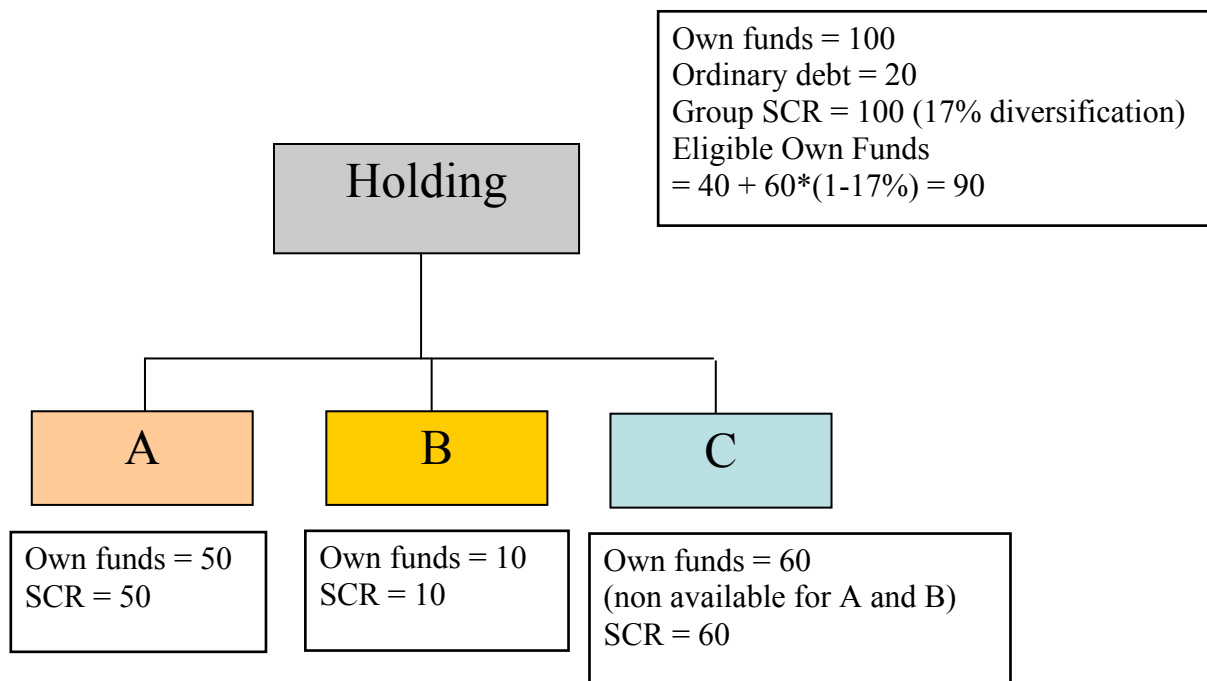 Own funds = 100
Ordinary debt = 20
Group SCR = 100 (17% diversification)
Eligible Own Funds
= 40 + 60*(1-17%) = 90
Holding
A
B
C
Own funds = 50
SCR = 50
Own funds = 10
SCR = 10
Own funds = 60
(non available for A and B)
SCR = 60